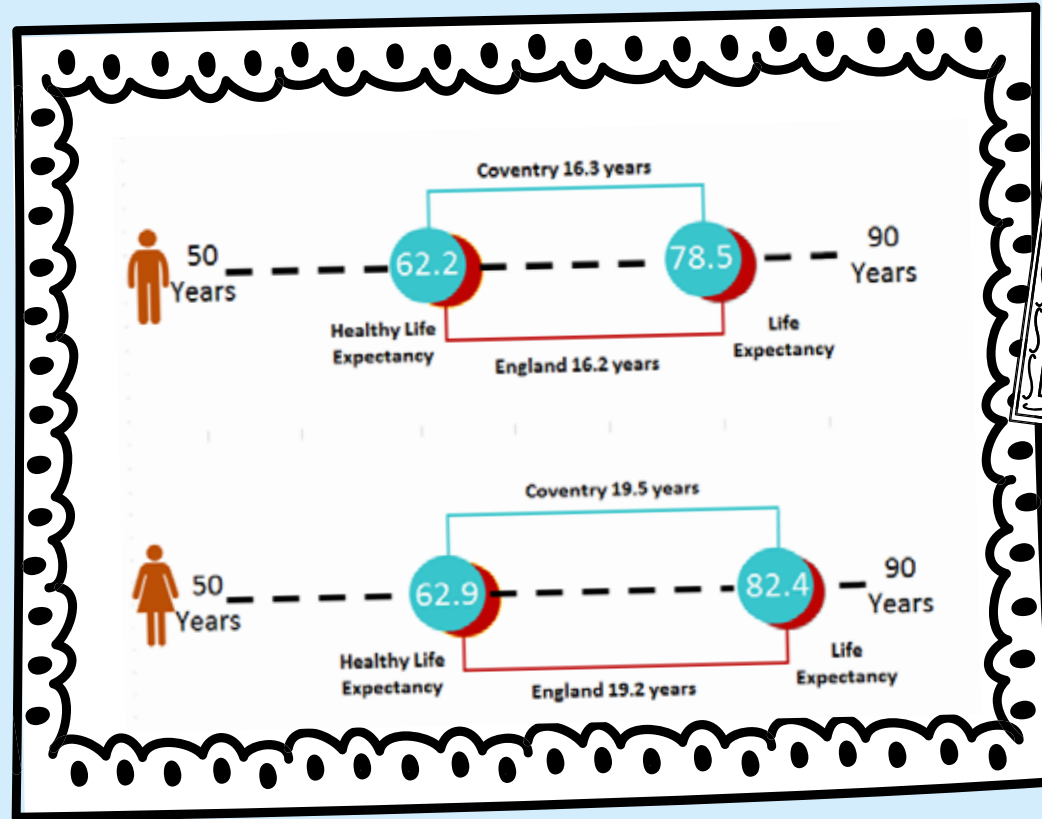 Coventry 16.3 years
50
Years
62.2
78.5
90
Years
Healthy Life
Expectancy
Life
Expectancy
England 16.2 years
Coventry 19.5 years
50
Years
62.9
82.4
90
Years
Healthy Life
Expectancy
Life
Expectancy
England 19.2 years